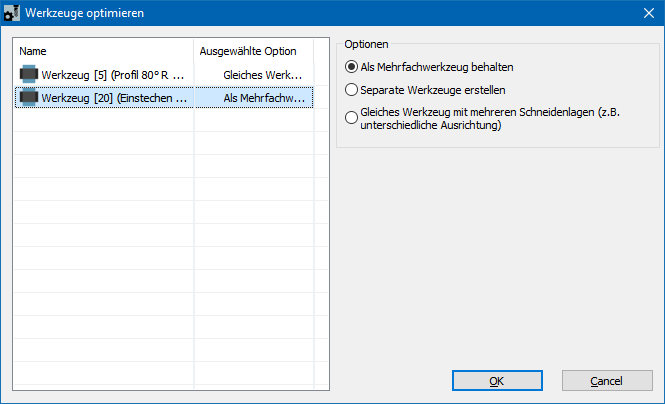 Werkzeuge optimieren
Name Ausgewählte Option
Werkzeug [5] (Profil 80° R ... Gleiches Werk...
Werkzeug [20] (Einstechen ... Als Mehrfachw...
Optionen
Als Mehrfachwerkzeug behalten
Separate Werkzeuge erstellen
Gleiches Werkzeug mit mehreren Schneidenlagen (z.B.
unterschiedliche Ausrichtung)
OK Cancel